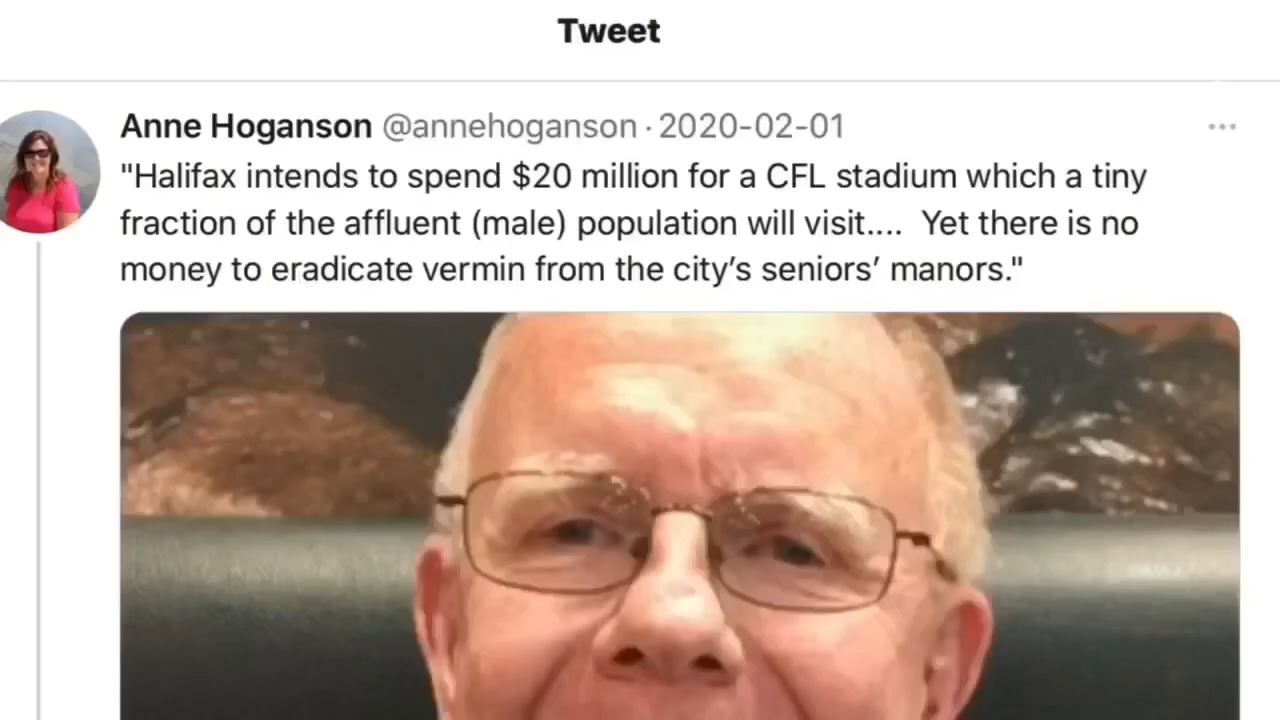 Tweet
Anne Hoganson @annehoganson · 2020-02-01
"Halifax intends to spend $20 million for a CFL stadium which a tiny
fraction of the affluent (male) population will visit....  Yet there is no
money to eradicate vermin from the city’s seniors’ manors."